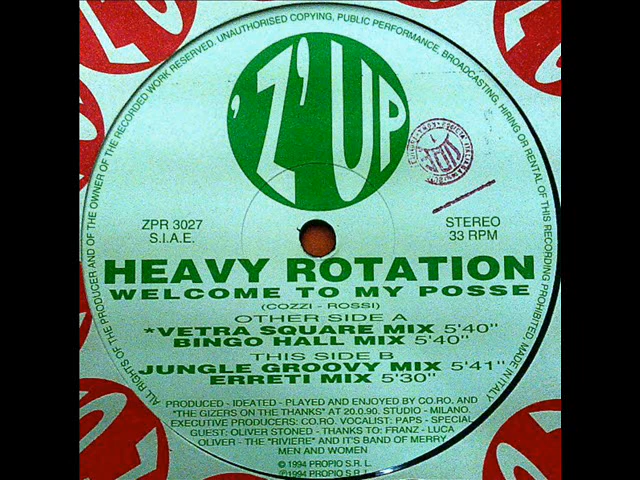 ALL RIGHTS OF THE PRODUCER AND OF THE OWNER OF THE RECORDED WORK RESERVED. UNAUTHORISED COPYING, PUBLIC PERFORMANCE, BROADCASTING, HIRING OR RENTAL OF THIS RECORDING PROHIBITED. MADE IN ITALY
'Z' UP
ZPR 3027
S.I.A.E.
STEREO
33 RPM
HEAVY ROTATION
WELCOME TO MY POSSE
(COZZI - ROSSI)
OTHER SIDE A
*VETRA SQUARE MIX 5'40"
BINGO HALL MIX 5'40"
THIS SIDE B
JUNGLE GROOVY MIX 5'41"
ERRETI MIX 5'30"
PRODUCED - IDEATED - PLAYED AND ENJOYED BY CO.RO. AND
"THE GIZERS ON THE THANKS" AT 20.0.90. STUDIO - MILANO.
EXECUTIVE PRODUCERS: CO.RO. VOCALIST: PAPS - SPECIAL
GUEST: OLIVER STONED - THANKS TO: FRANZ - LUCA
OLIVER - THE "RIVIERE" AND IT'S BAND OF MERRY
MEN AND WOMEN
© 1994 PROPIO S.R.L.
℗ 1994 PROPIO S.R.L.